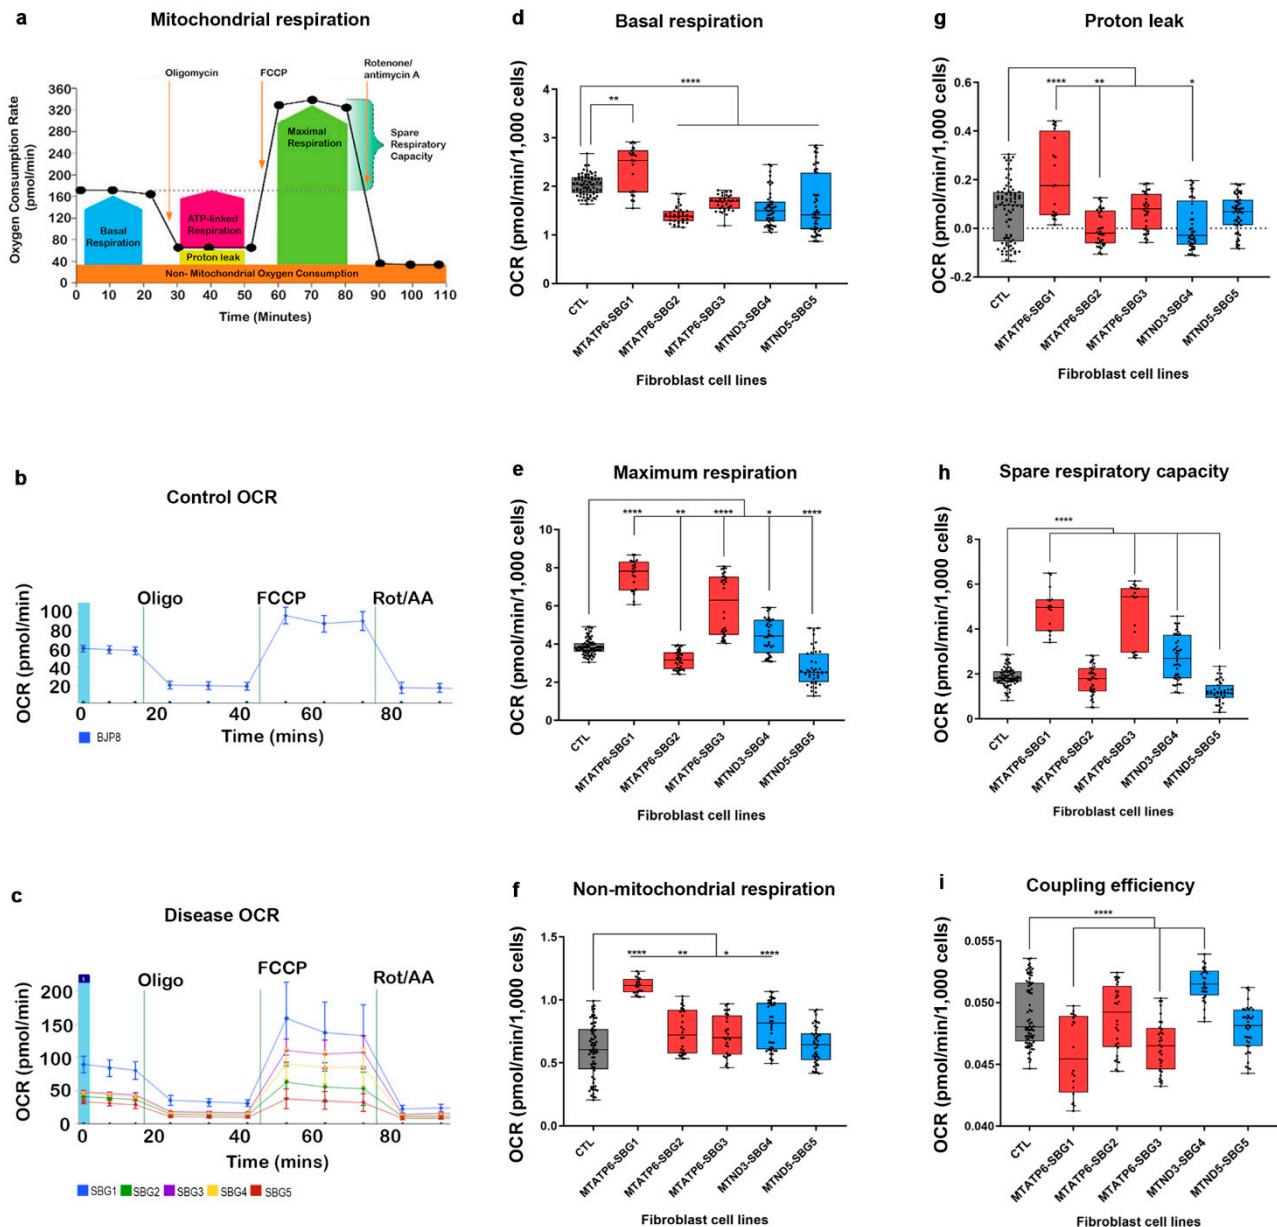 a
Mitochondrial respiration
Oligomycin
FCCP
Rotenone/
antimycin A
Oxygen Consumption Rate
(pmol/min)
360
320
280
240
200
160
120
80
40
0
Basal
Respiration
ATP-linked
Respiration
Proton leak
Maximal
Respiration
Spare
Respiratory
Capacity
Non- Mitochondrial Oxygen Consumption
0 10 20 30 40 50 60 70 80 90 100 110
Time (Minutes)
b
Control OCR
Oligo
FCCP
Rot/AA
OCR (pmol/min)
100
80
60
40
20
0 20 40 60 80
Time (mins)
BJP8
c
Disease OCR
1
Oligo
FCCP
Rot/AA
OCR (pmol/min)
200
150
100
50
0
0 20 40 60 80
Time (mins)
SBG1 SBG2 SBG3 SBG4 SBG5
d
Basal respiration
OCR (pmol/min/1,000 cells)
4
3
2
1
0
****
**
CTL
MTATP6-SBG1
MTATP6-SBG2
MTATP6-SBG3
MTND3-SBG4
MTND5-SBG5
Fibroblast cell lines
e
Maximum respiration
OCR (pmol/min/1,000 cells)
10
8
6
4
2
0
**** ** **** * ****
CTL
MTATP6-SBG1
MTATP6-SBG2
MTATP6-SBG3
MTND3-SBG4
MTND5-SBG5
Fibroblast cell lines
f
Non-mitochondrial respiration
OCR (pmol/min/1,000 cells)
1.5
1.0
0.5
0.0
**** ** * ****
CTL
MTATP6-SBG1
MTATP6-SBG2
MTATP6-SBG3
MTND3-SBG4
MTND5-SBG5
Fibroblast cell lines
g
Proton leak
OCR (pmol/min/1,000 cells)
0.6
0.4
0.2
0.0
-0.2
**** ** *
CTL
MTATP6-SBG1
MTATP6-SBG2
MTATP6-SBG3
MTND3-SBG4
MTND5-SBG5
Fibroblast cell lines
h
Spare respiratory capacity
OCR (pmol/min/1,000 cells)
8
6
4
2
0
****
CTL
MTATP6-SBG1
MTATP6-SBG2
MTATP6-SBG3
MTND3-SBG4
MTND5-SBG5
Fibroblast cell lines
i
Coupling efficiency
OCR (pmol/min/1,000 cells)
0.055
0.050
0.045
0.040
****
CTL
MTATP6-SBG1
MTATP6-SBG2
MTATP6-SBG3
MTND3-SBG4
MTND5-SBG5
Fibroblast cell lines